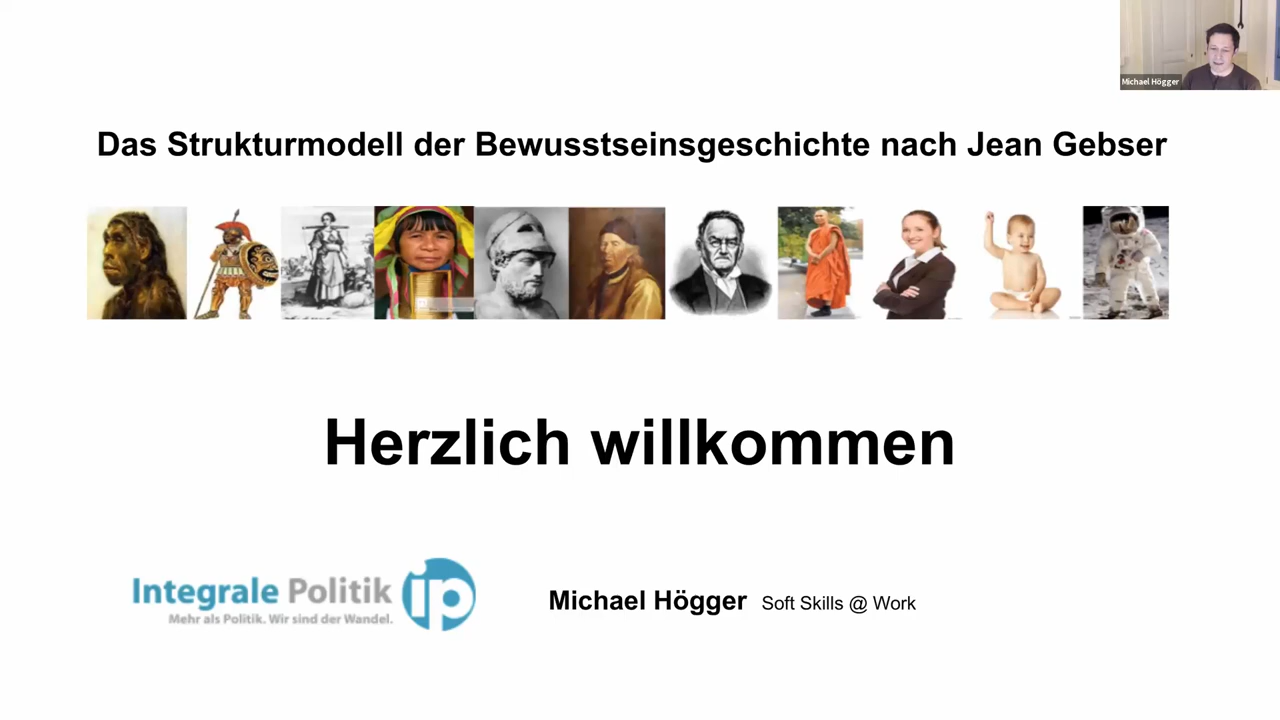 Michael Högger
Das Strukturmodell der Bewusstseinsgeschichte nach Jean Gebser
Herzlich willkommen
Integrale Politik ip
Mehr als Politik. Wir sind der Wandel.
Michael Högger Soft Skills @ Work